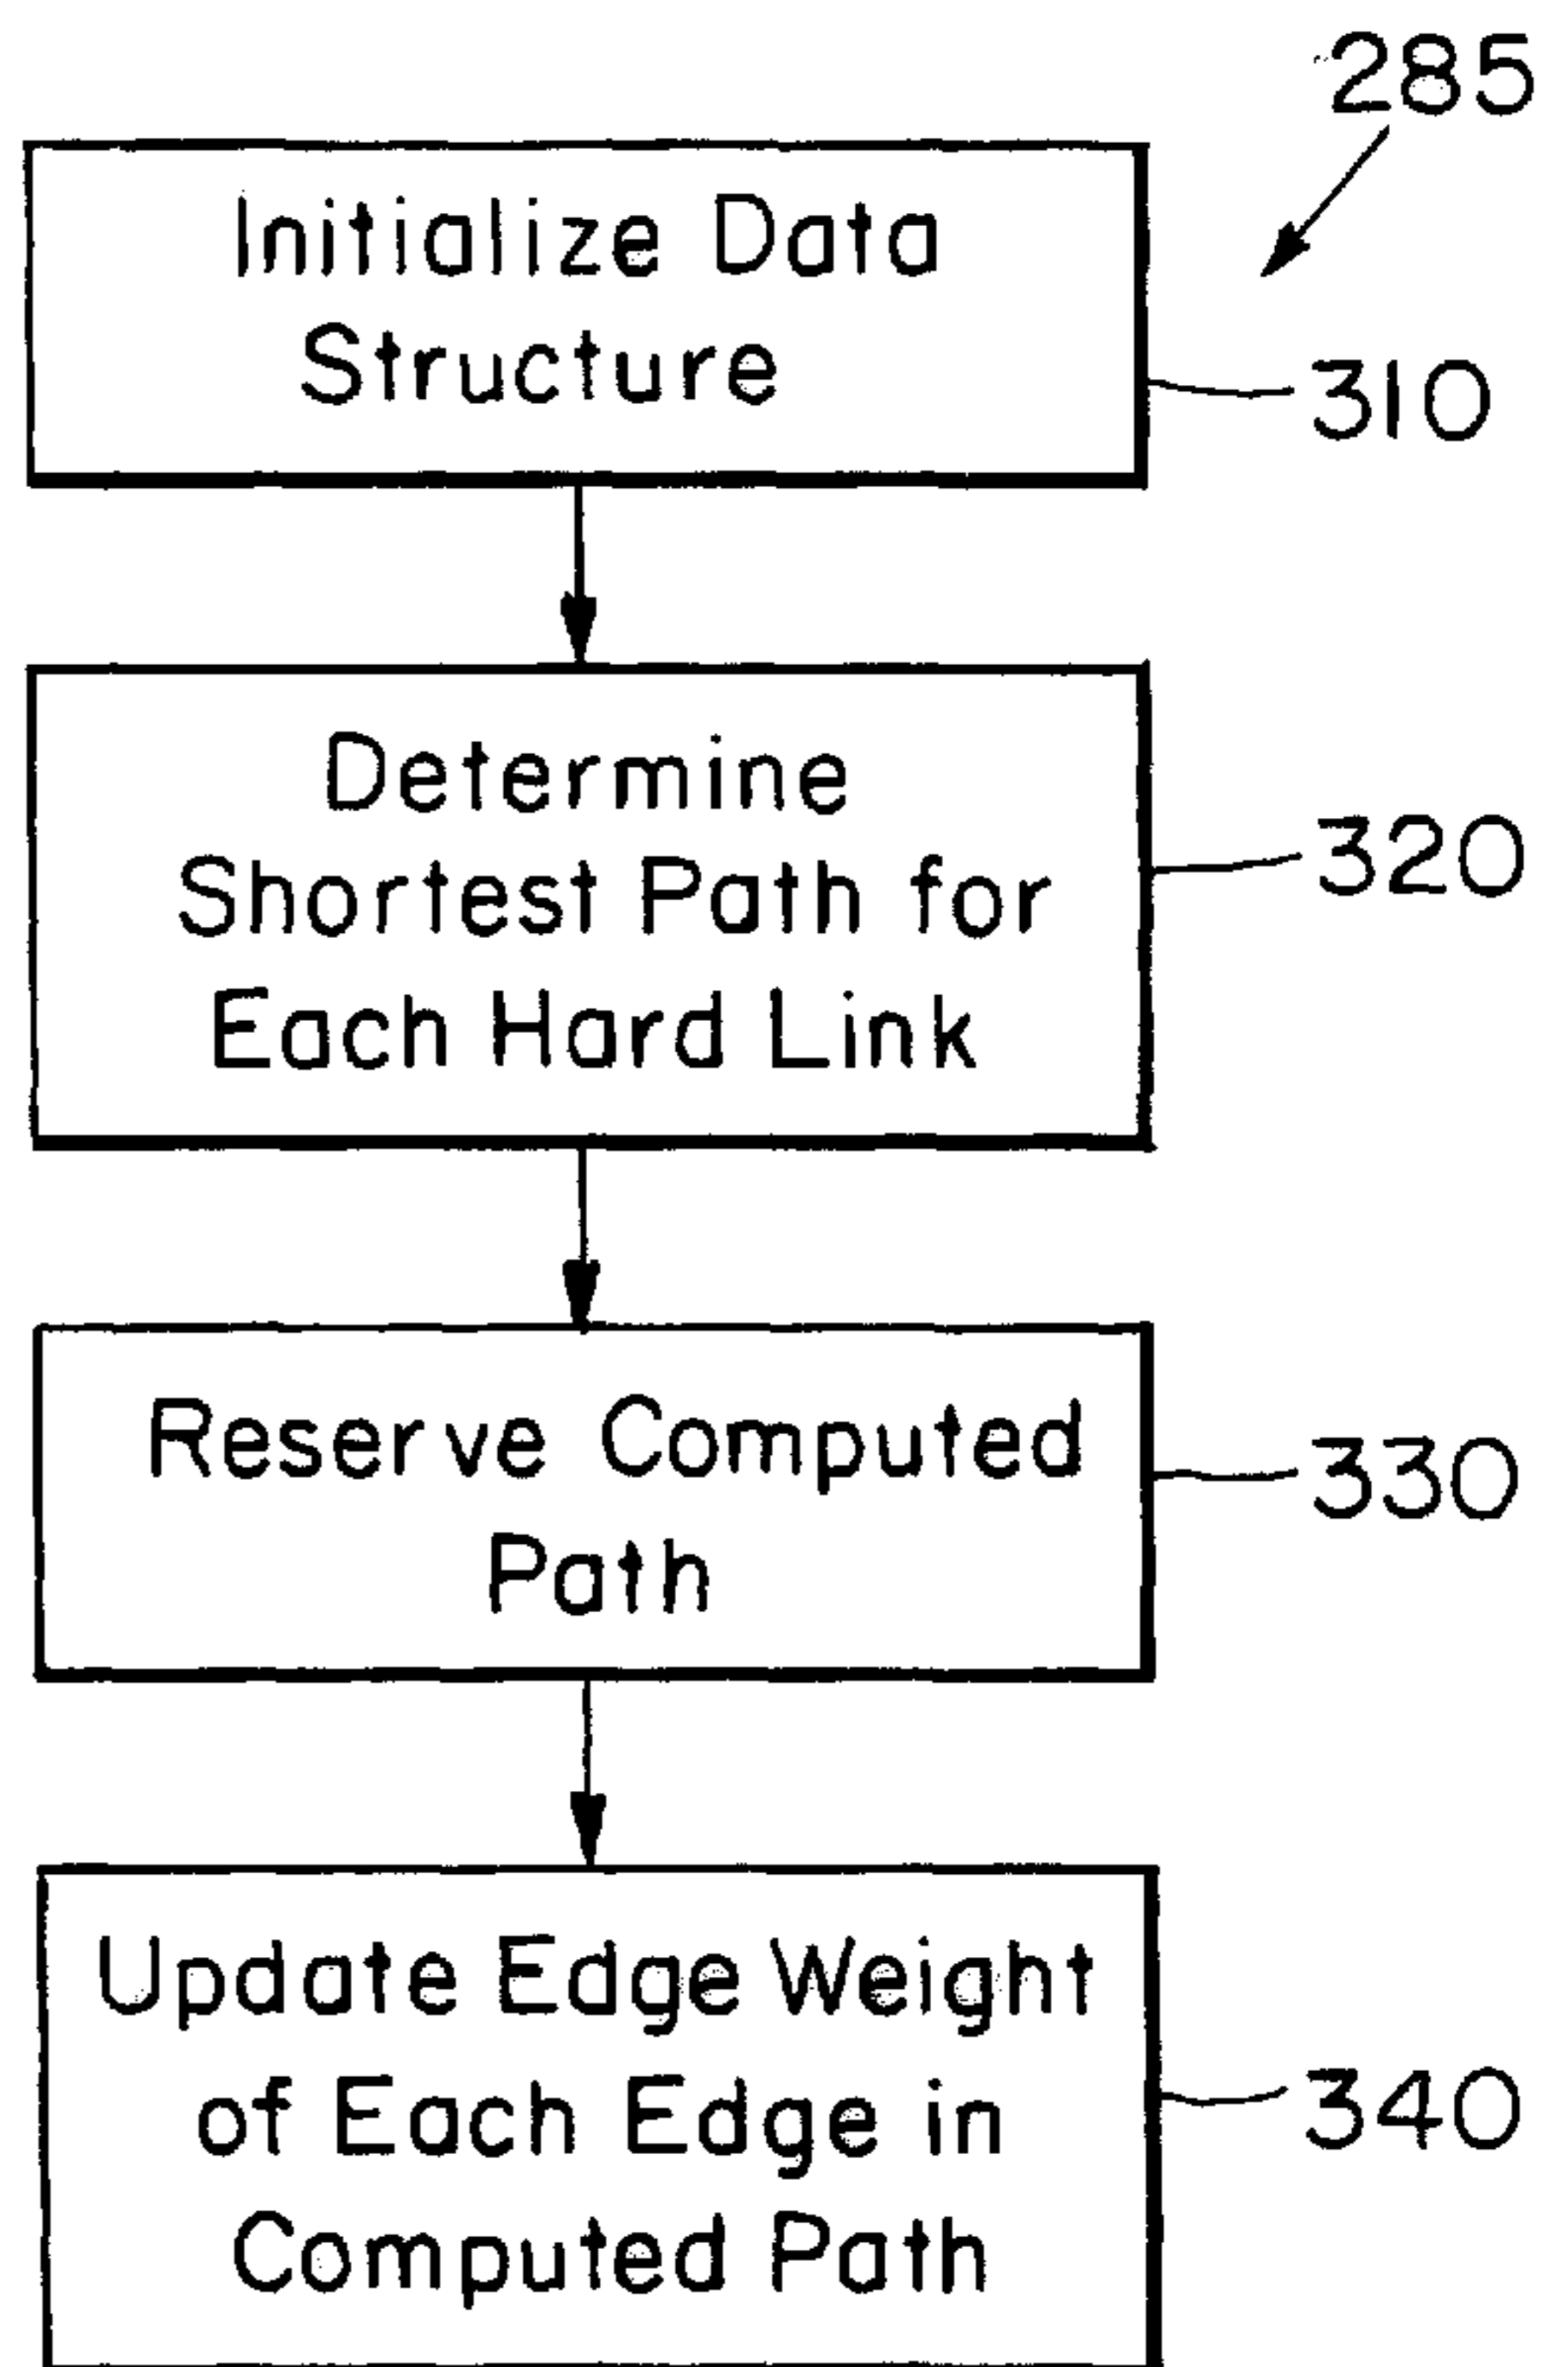 285
Initialize Data
Structure
310
Determine
Shortest Path for
Each Hard Link
320
Reserve Computed
Path
330
Update Edge Weight
of Each Edge in
Computed Path
340